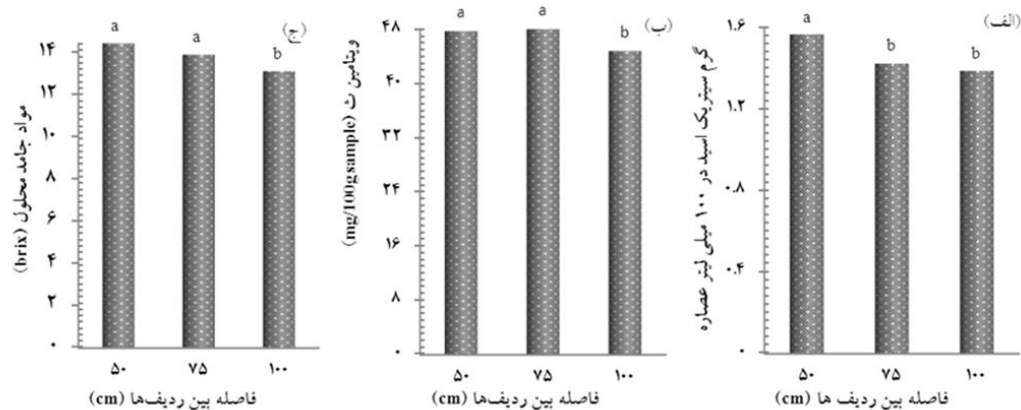 (الف)
گرم سیتریک اسید در ۱۰۰ میلی لیتر عصاره
۱.۶
۱.۲
۰.۸
۰.۴
۰
a
b
b
۵۰ ۷۵ ۱۰۰
فاصله بین ردیف ها (cm)
(ب)
ویتامین ث (mg/100gsample)
۴۸
۴۰
۳۲
۲۴
۱۶
۸
۰
a
a
b
۵۰ ۷۵ ۱۰۰
فاصله بین ردیف‌ها (cm)
(ج)
مواد جامد محلول (brix)
۱۴
۱۲
۱۰
۸
۶
۴
۲
۰
a
a
b
۵۰ ۷۵ ۱۰۰
فاصله بین ردیف‌ها (cm)